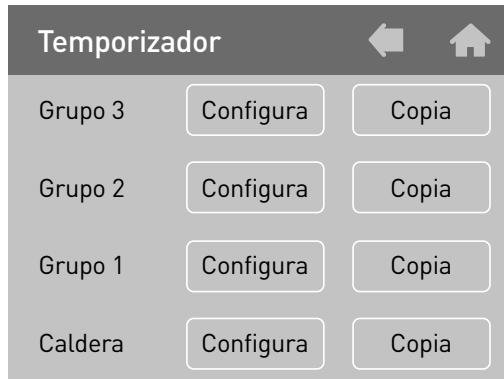 Temporizador
Grupo 3 Configura Copia
Grupo 2 Configura Copia
Grupo 1 Configura Copia
Caldera Configura Copia